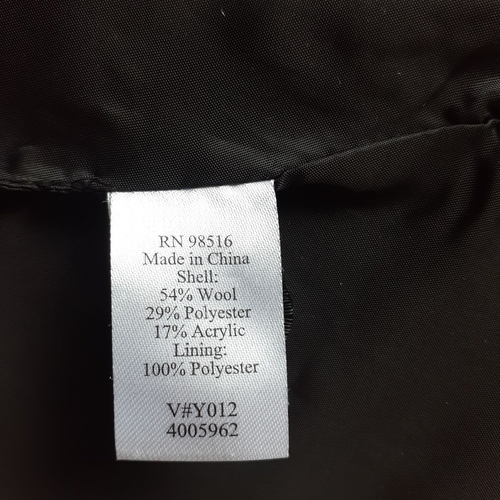 RN 98516
Made in China
Shell:
54% Wool
29% Polyester
17% Acrylic
Lining:
100% Polyester
V#Y012
4005962